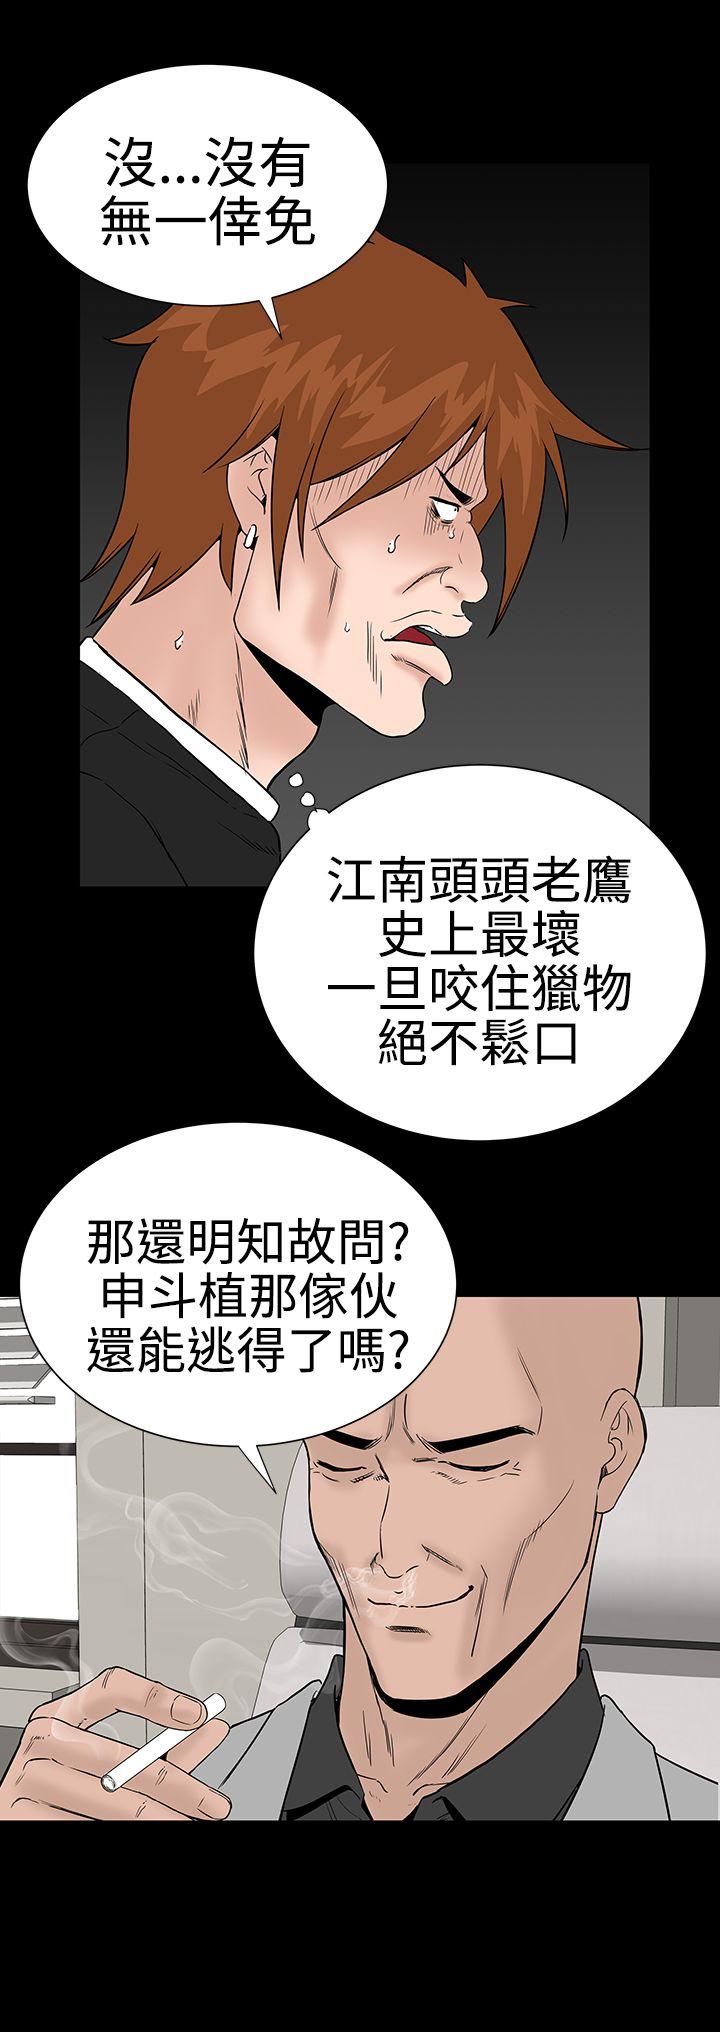 沒...沒有
無一倖免
江南頭頭老鷹
史上最壞
一旦咬住獵物
絕不鬆口
那還明知故問?
申斗植那傢伙
還能逃得了嗎?